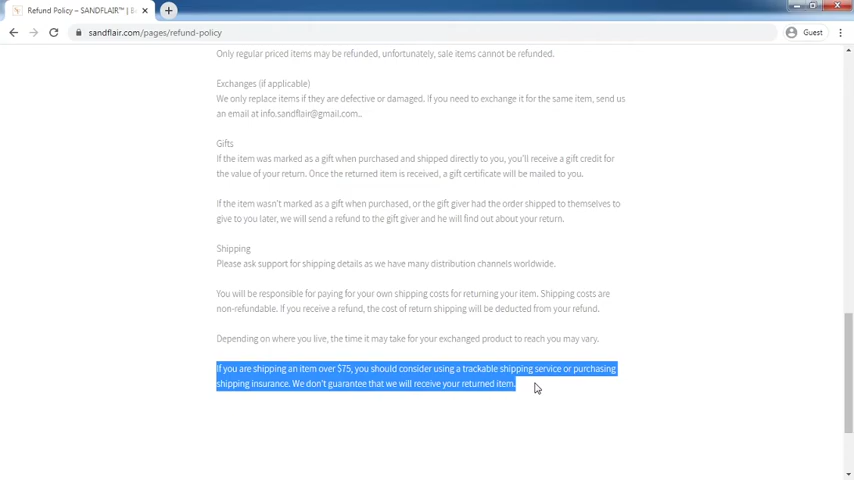 Refund Policy – SANDFLAIR™ | B
sandflair.com/pages/refund-policy
Guest
Only regular priced items may be refunded, unfortunately, sale items cannot be refunded.
Exchanges (if applicable)
We only replace items if they are defective or damaged. If you need to exchange it for the same item, send us
an email at info.sandflair@gmail.com..
Gifts
If the item was marked as a gift when purchased and shipped directly to you, you'll receive a gift credit for
the value of your return. Once the returned item is received, a gift certificate will be mailed to you.
If the item wasn't marked as a gift when purchased, or the gift giver had the order shipped to themselves to
give to you later, we will send a refund to the gift giver and he will find out about your return.
Shipping
Please ask support for shipping details as we have many distribution channels worldwide.
You will be responsible for paying for your own shipping costs for returning your item. Shipping costs are
non-refundable. If you receive a refund, the cost of return shipping will be deducted from your refund.
Depending on where you live, the time it may take for your exchanged product to reach you may vary.
If you are shipping an item over $75, you should consider using a trackable shipping service or purchasing
shipping insurance. We don't guarantee that we will receive your returned item.